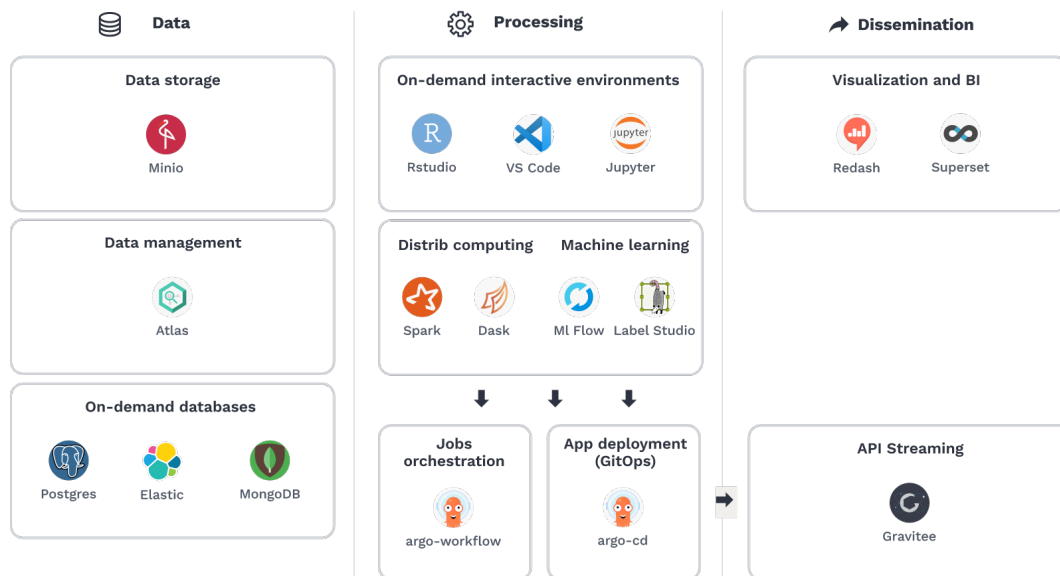 Data
Data storage
Minio
Data management
Atlas
On-demand databases
Postgres
Elastic
MongoDB
Processing
On-demand interactive environments
R
Rstudio
VS Code
jupyter
Jupyter
Distrib computing
Machine learning
Spark
Dask
Ml Flow
Label Studio
Jobs
orchestration
argo-workflow
App deployment
(GitOps)
argo-cd
Dissemination
Visualization and BI
Redash
Superset
API Streaming
Gravitee